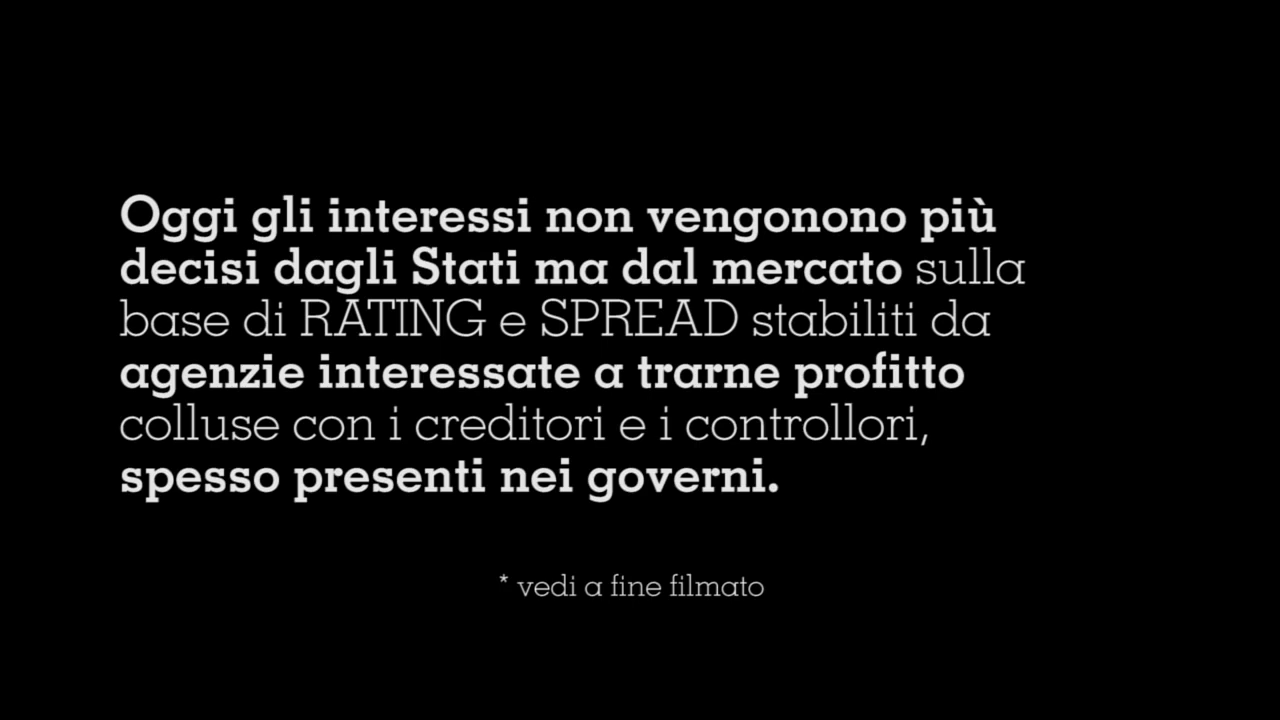 Oggi gli interessi non vengonono più
decisi dagli Stati ma dal mercato sulla
base di RATING e SPREAD stabiliti da
agenzie interessate a trarne profitto
colluse con i creditori e i controllori,
spesso presenti nei governi.
* vedi a fine filmato